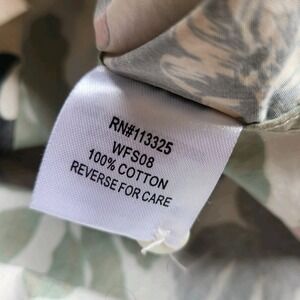 RN#113325
WFS08
100% COTTON
REVERSE FOR CARE